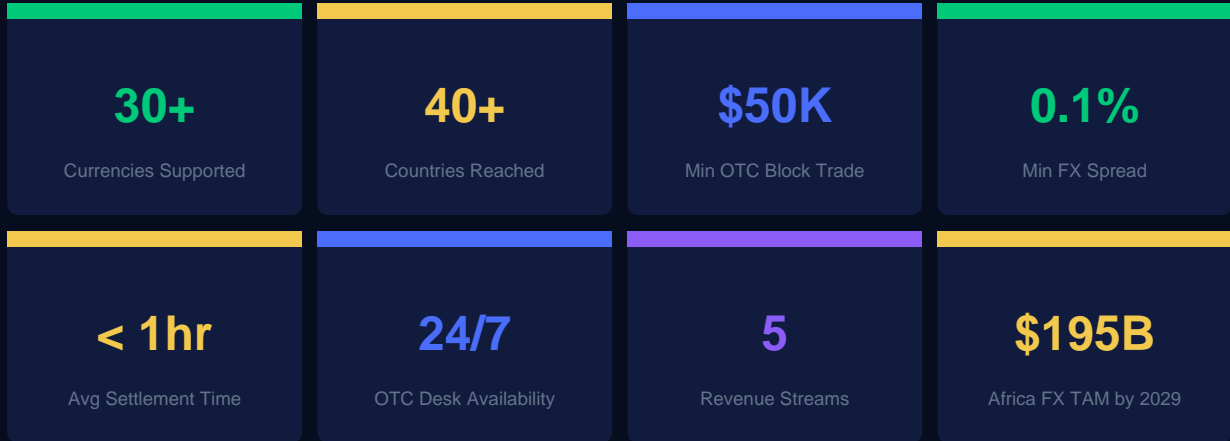 30+
Currencies Supported
40+
Countries Reached
$50K
Min OTC Block Trade
0.1%
Min FX Spread
< 1hr
Avg Settlement Time
24/7
OTC Desk Availability
5
Revenue Streams
$195B
Africa FX TAM by 2029